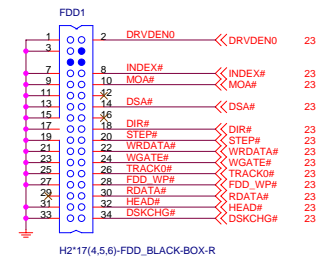 FDD1
1 2 DRVDEN0 DRVDEN0 23
3
7 8 INDEX# INDEX# 23
9 10 MOA# MOA# 23
11 12
13 14 DSA# DSA# 23
15 16
17 18 DIR# DIR# 23
19 20 STEP# STEP# 23
21 22 WRDATA# WRDATA# 23
23 24 WGATE# WGATE# 23
25 26 TRACK0# TRACK0# 23
27 28 FDD_WP# FDD_WP# 23
29 30 RDATA# RDATA# 23
31 32 HEAD# HEAD# 23
33 34 DSKCHG# DSKCHG# 23
H2*17(4,5,6)-FDD_BLACK-BOX-R